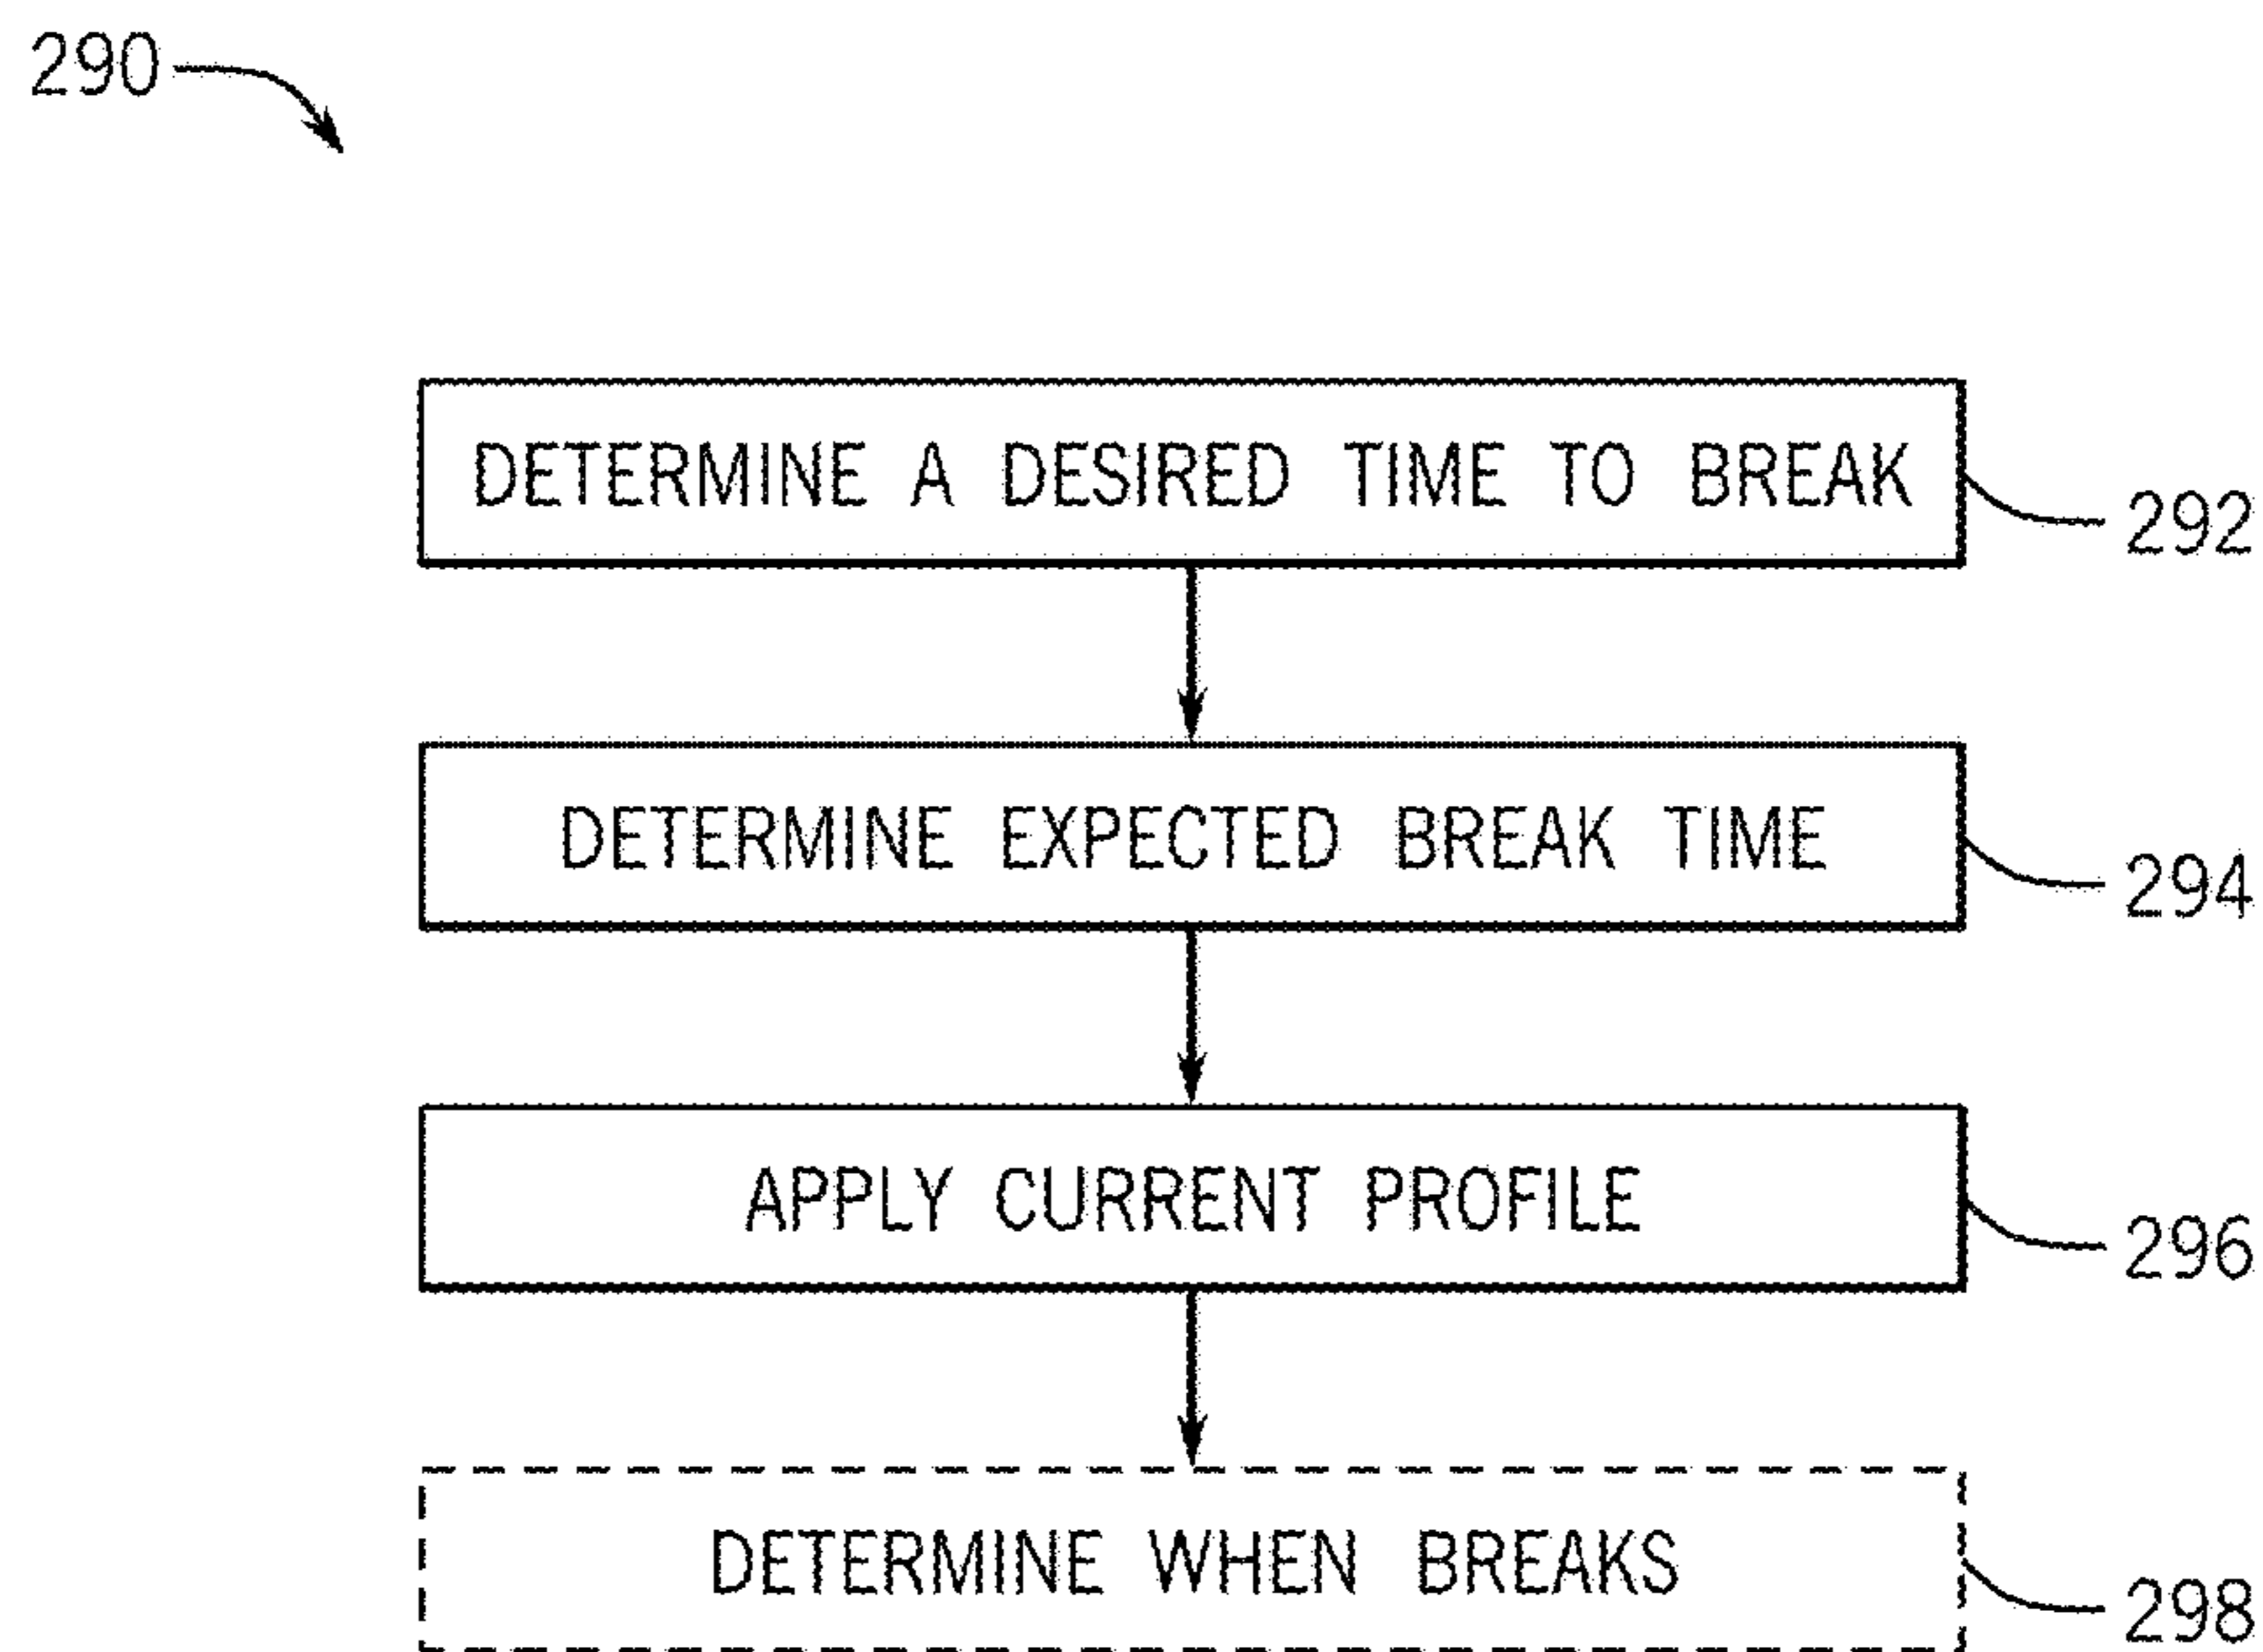 290
DETERMINE A DESIRED TIME TO BREAK
292
DETERMINE EXPECTED BREAK TIME
294
APPLY CURRENT PROFILE
296
DETERMINE WHEN BREAKS
298